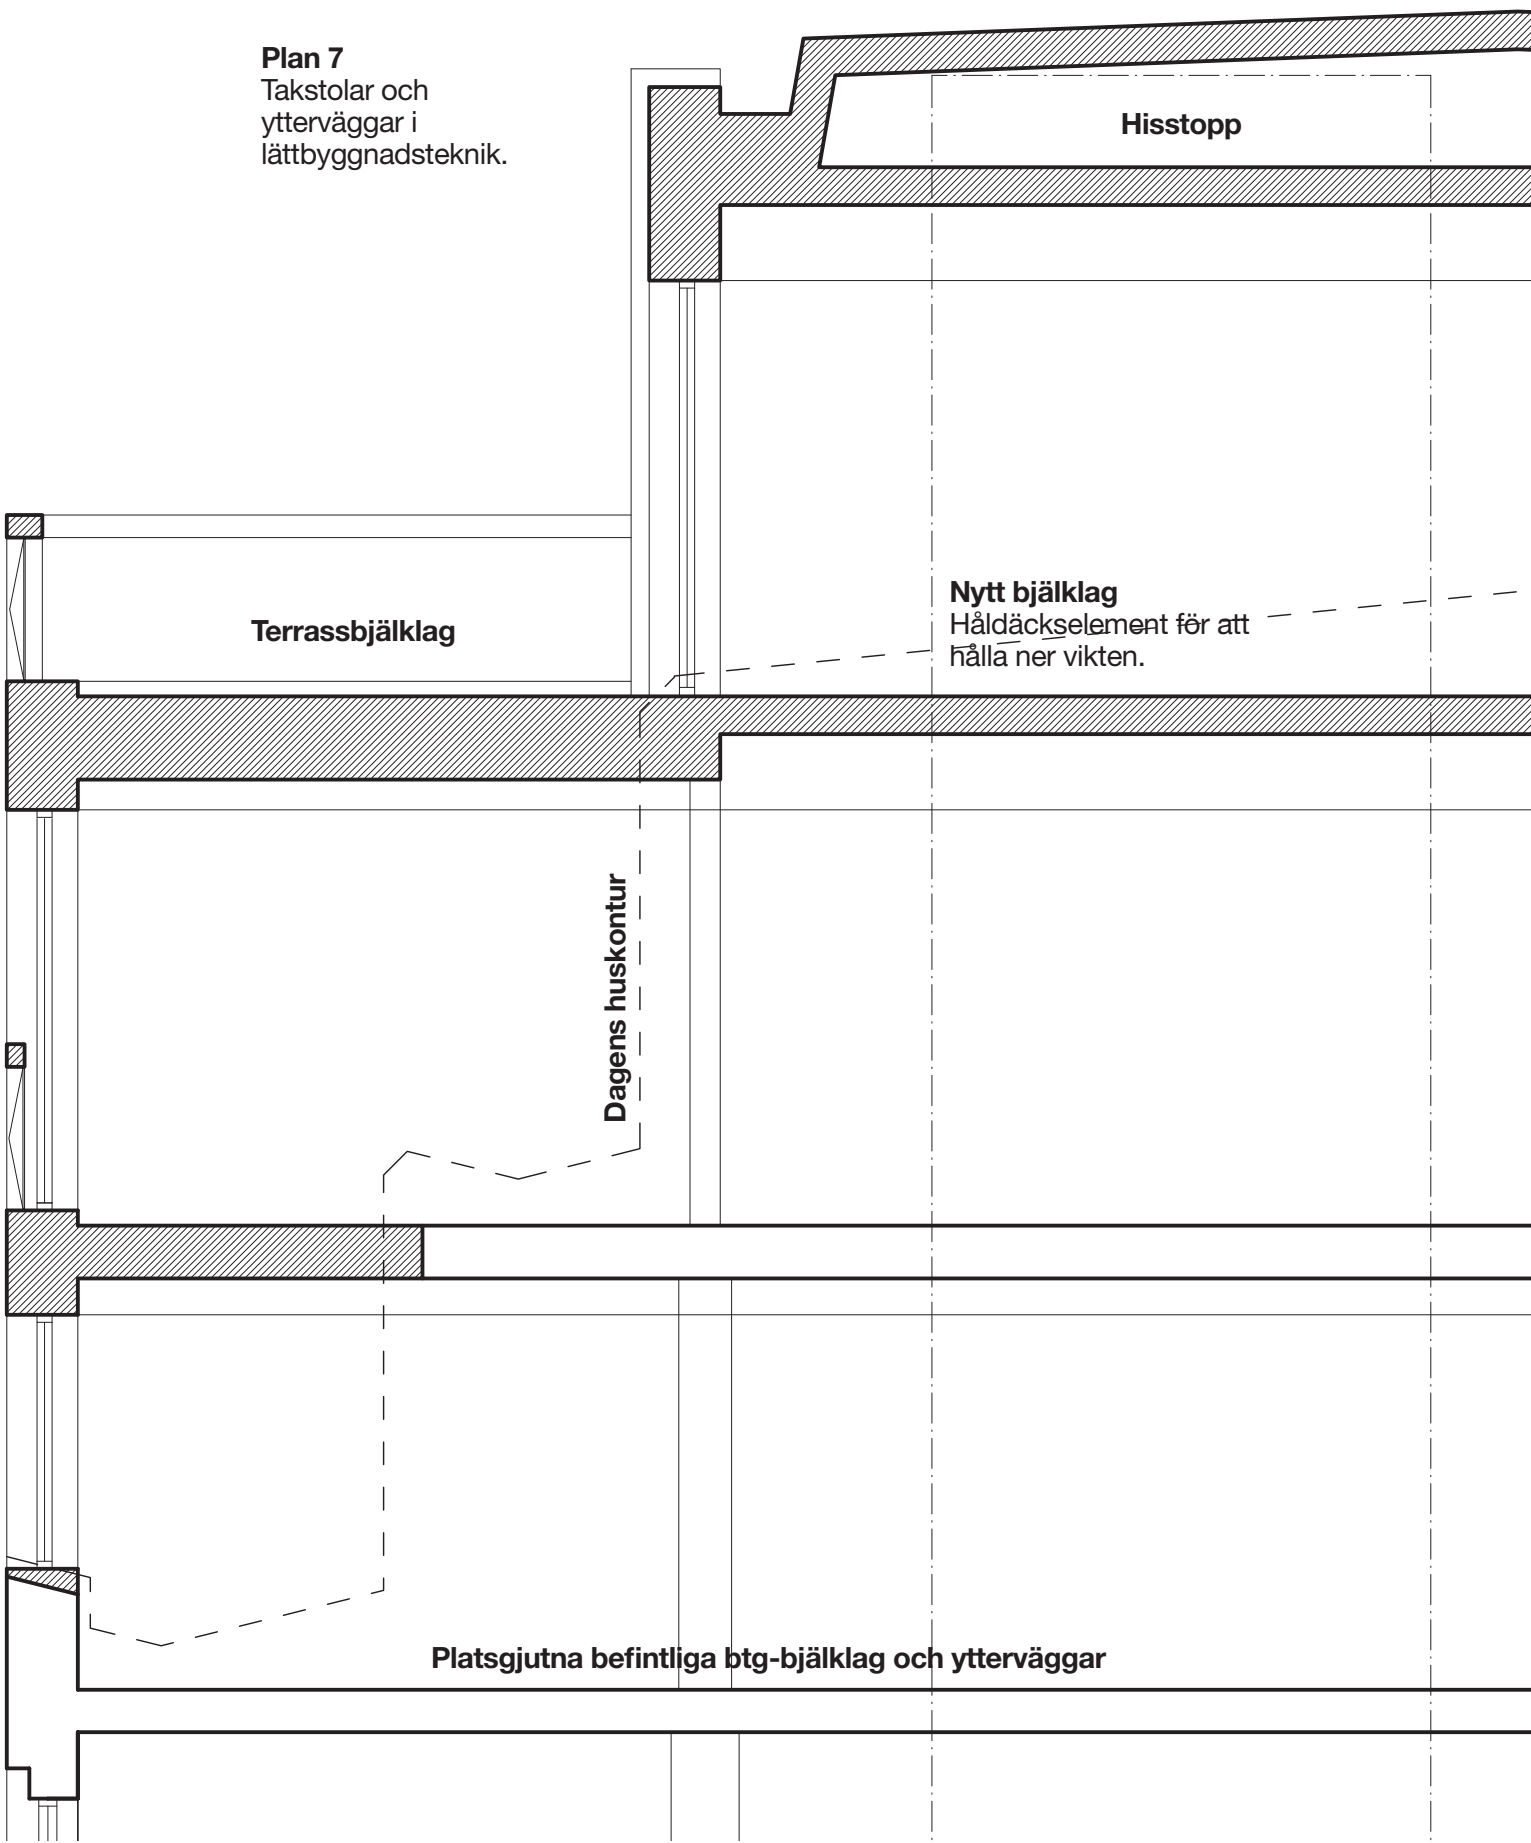 Plan 7
Takstolar och
ytterväggar i
lättbyggnadsteknik.
Hisstopp
Terrassbjälklag
Nytt bjälklag
Håldäckselement för att
hålla ner vikten.
Dagens huskontur
Platsgjutna befintliga btg-bjälklag och ytterväggar